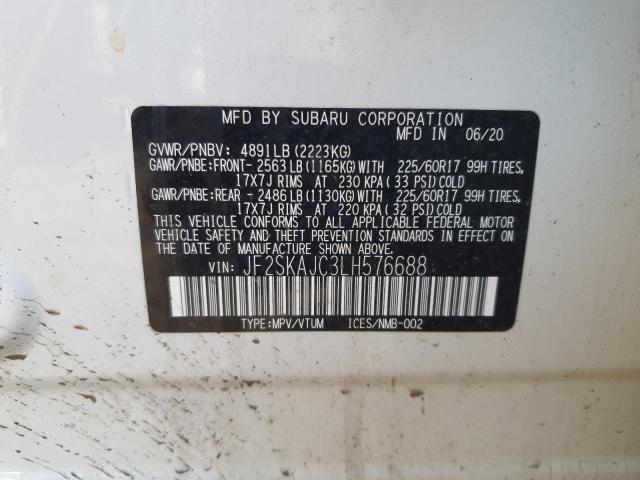 MFD BY SUBARU CORPORATION
MFD IN 06/20
GVWR/PNBV: 4891LB(2223KG)
GAWR/PNBE:FRONT- 2563LB(1165KG)WITH 225/60R17 99H TIRES,
17X7J RIMS AT 230 KPA (33 PSI)COLD
GAWR/PNBE:REAR - 2486LB(1130KG)WITH 225/60R17 99H TIRES,
17X7J RIMS AT 220 KPA (32 PSI)COLD
THIS VEHICLE CONFORMS TO ALL APPLICABLE FEDERAL MOTOR
VEHICLE SAFETY AND THEFT PREVENTION STANDARDS IN EFFECT
ON THE DATE OF MANUFACTURE SHOWN ABOVE.
VIN: JF2SKAJC3LH576688
TYPE:MPV/VTUM ICES/NMB-002